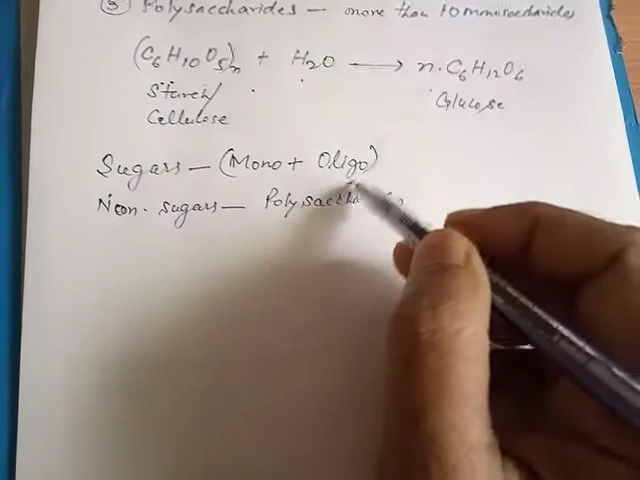 ③ Polysaccharides — more than 10 monosaccharides
(C6H10O5)n + H2O → n.C6H12O6
Starch/ Glucose
Cellulose
Sugars — (Mono + Oligo)
Non-sugars — Polysaccha